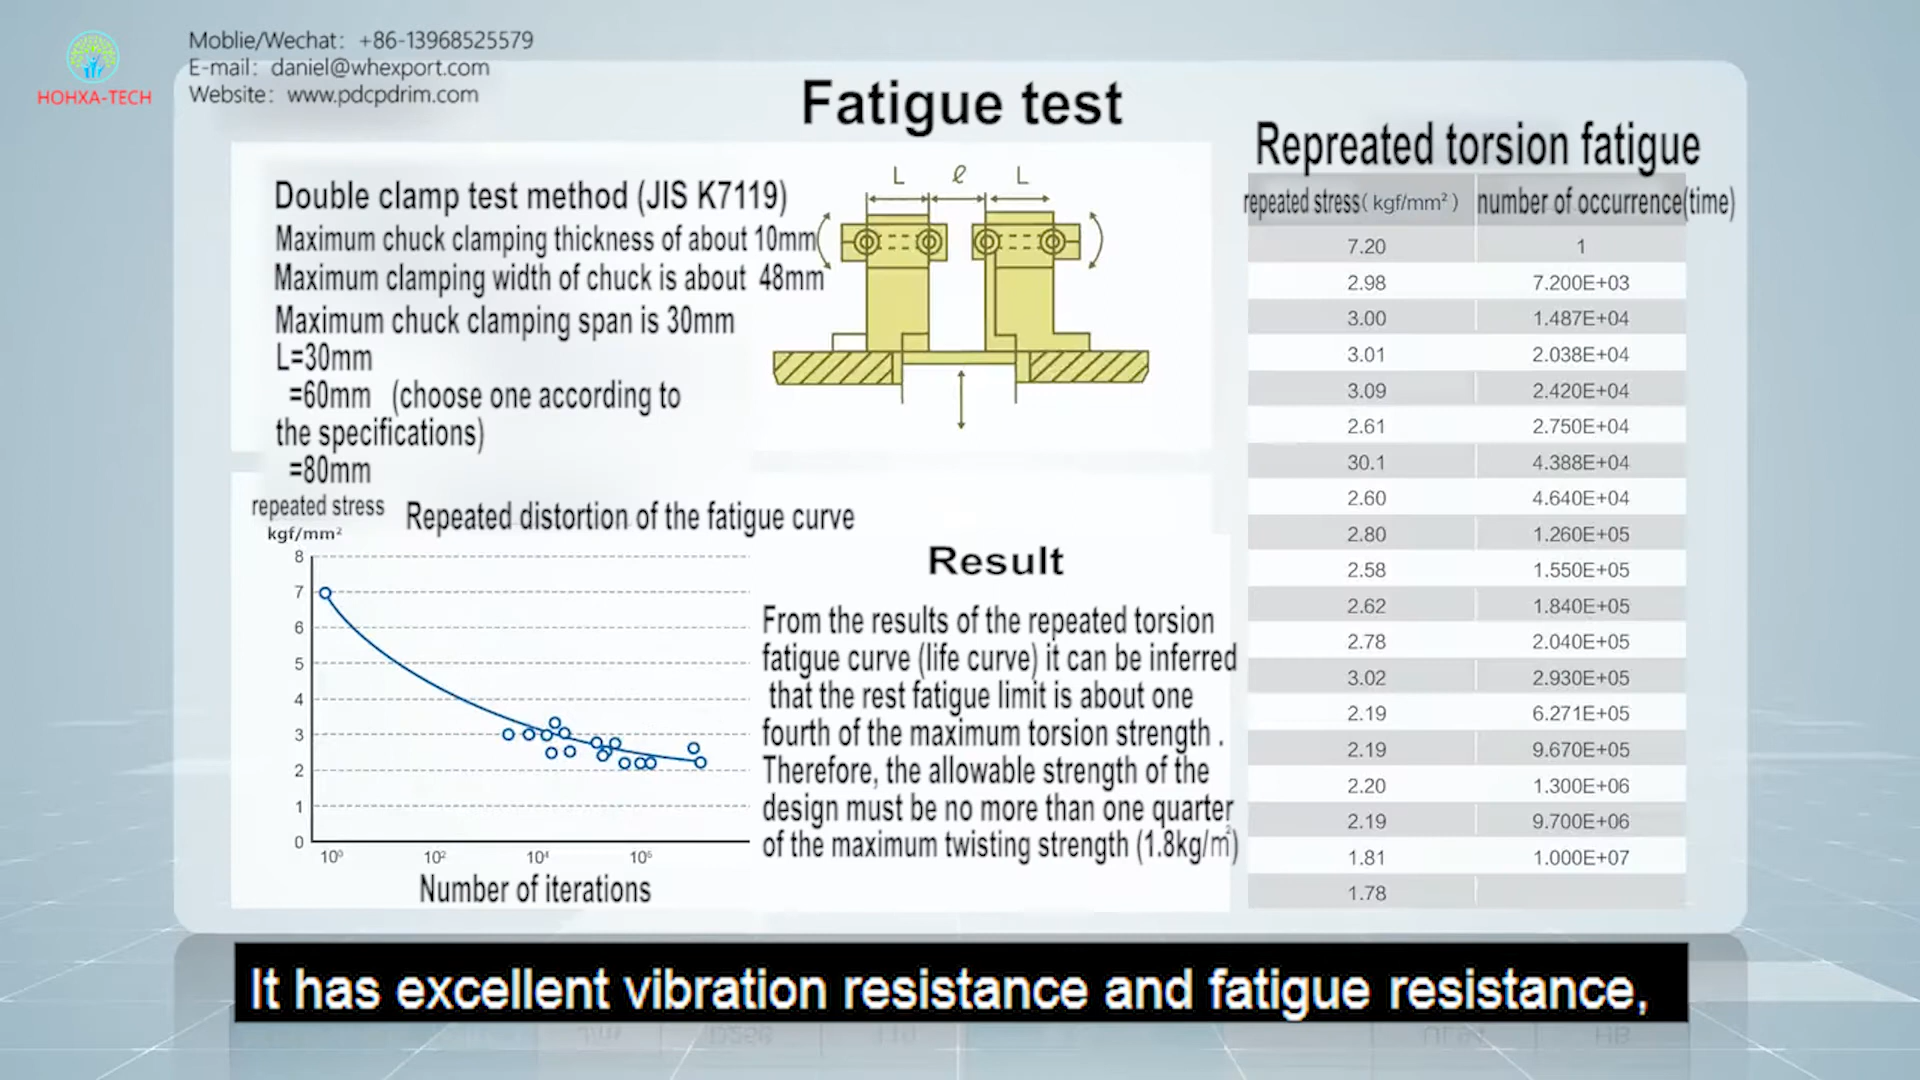 HOHXA-TECH
Moblie/Wechat: +86-13968525579
E-mail: daniel@whexport.com
Website: www.pdcpdrim.com
Fatigue test
Double clamp test method (JIS K7119)
Maximum chuck clamping thickness of about 10mm
Maximum clamping width of chuck is about 48mm
Maximum chuck clamping span is 30mm
L=30mm
=60mm (choose one according to
the specifications)
=80mm
L ℓ L
repeated stress
kgf/mm²
Repeated distortion of the fatigue curve
8
7
6
5
4
3
2
1
0
10⁰ 10² 10⁴ 10⁶
Number of iterations
Result
From the results of the repeated torsion
fatigue curve (life curve) it can be inferred
that the rest fatigue limit is about one
fourth of the maximum torsion strength .
Therefore, the allowable strength of the
design must be no more than one quarter
of the maximum twisting strength (1.8kg/m²)
Repreated torsion fatigue
repeated stress( kgf/mm² ) number of occurrence(time)
7.20 1
2.98 7.200E+03
3.00 1.487E+04
3.01 2.038E+04
3.09 2.420E+04
2.61 2.750E+04
30.1 4.388E+04
2.60 4.640E+04
2.80 1.260E+05
2.58 1.550E+05
2.62 1.840E+05
2.78 2.040E+05
3.02 2.930E+05
2.19 6.271E+05
2.19 9.670E+05
2.20 1.300E+06
2.19 9.700E+06
1.81 1.000E+07
1.78
It has excellent vibration resistance and fatigue resistance,